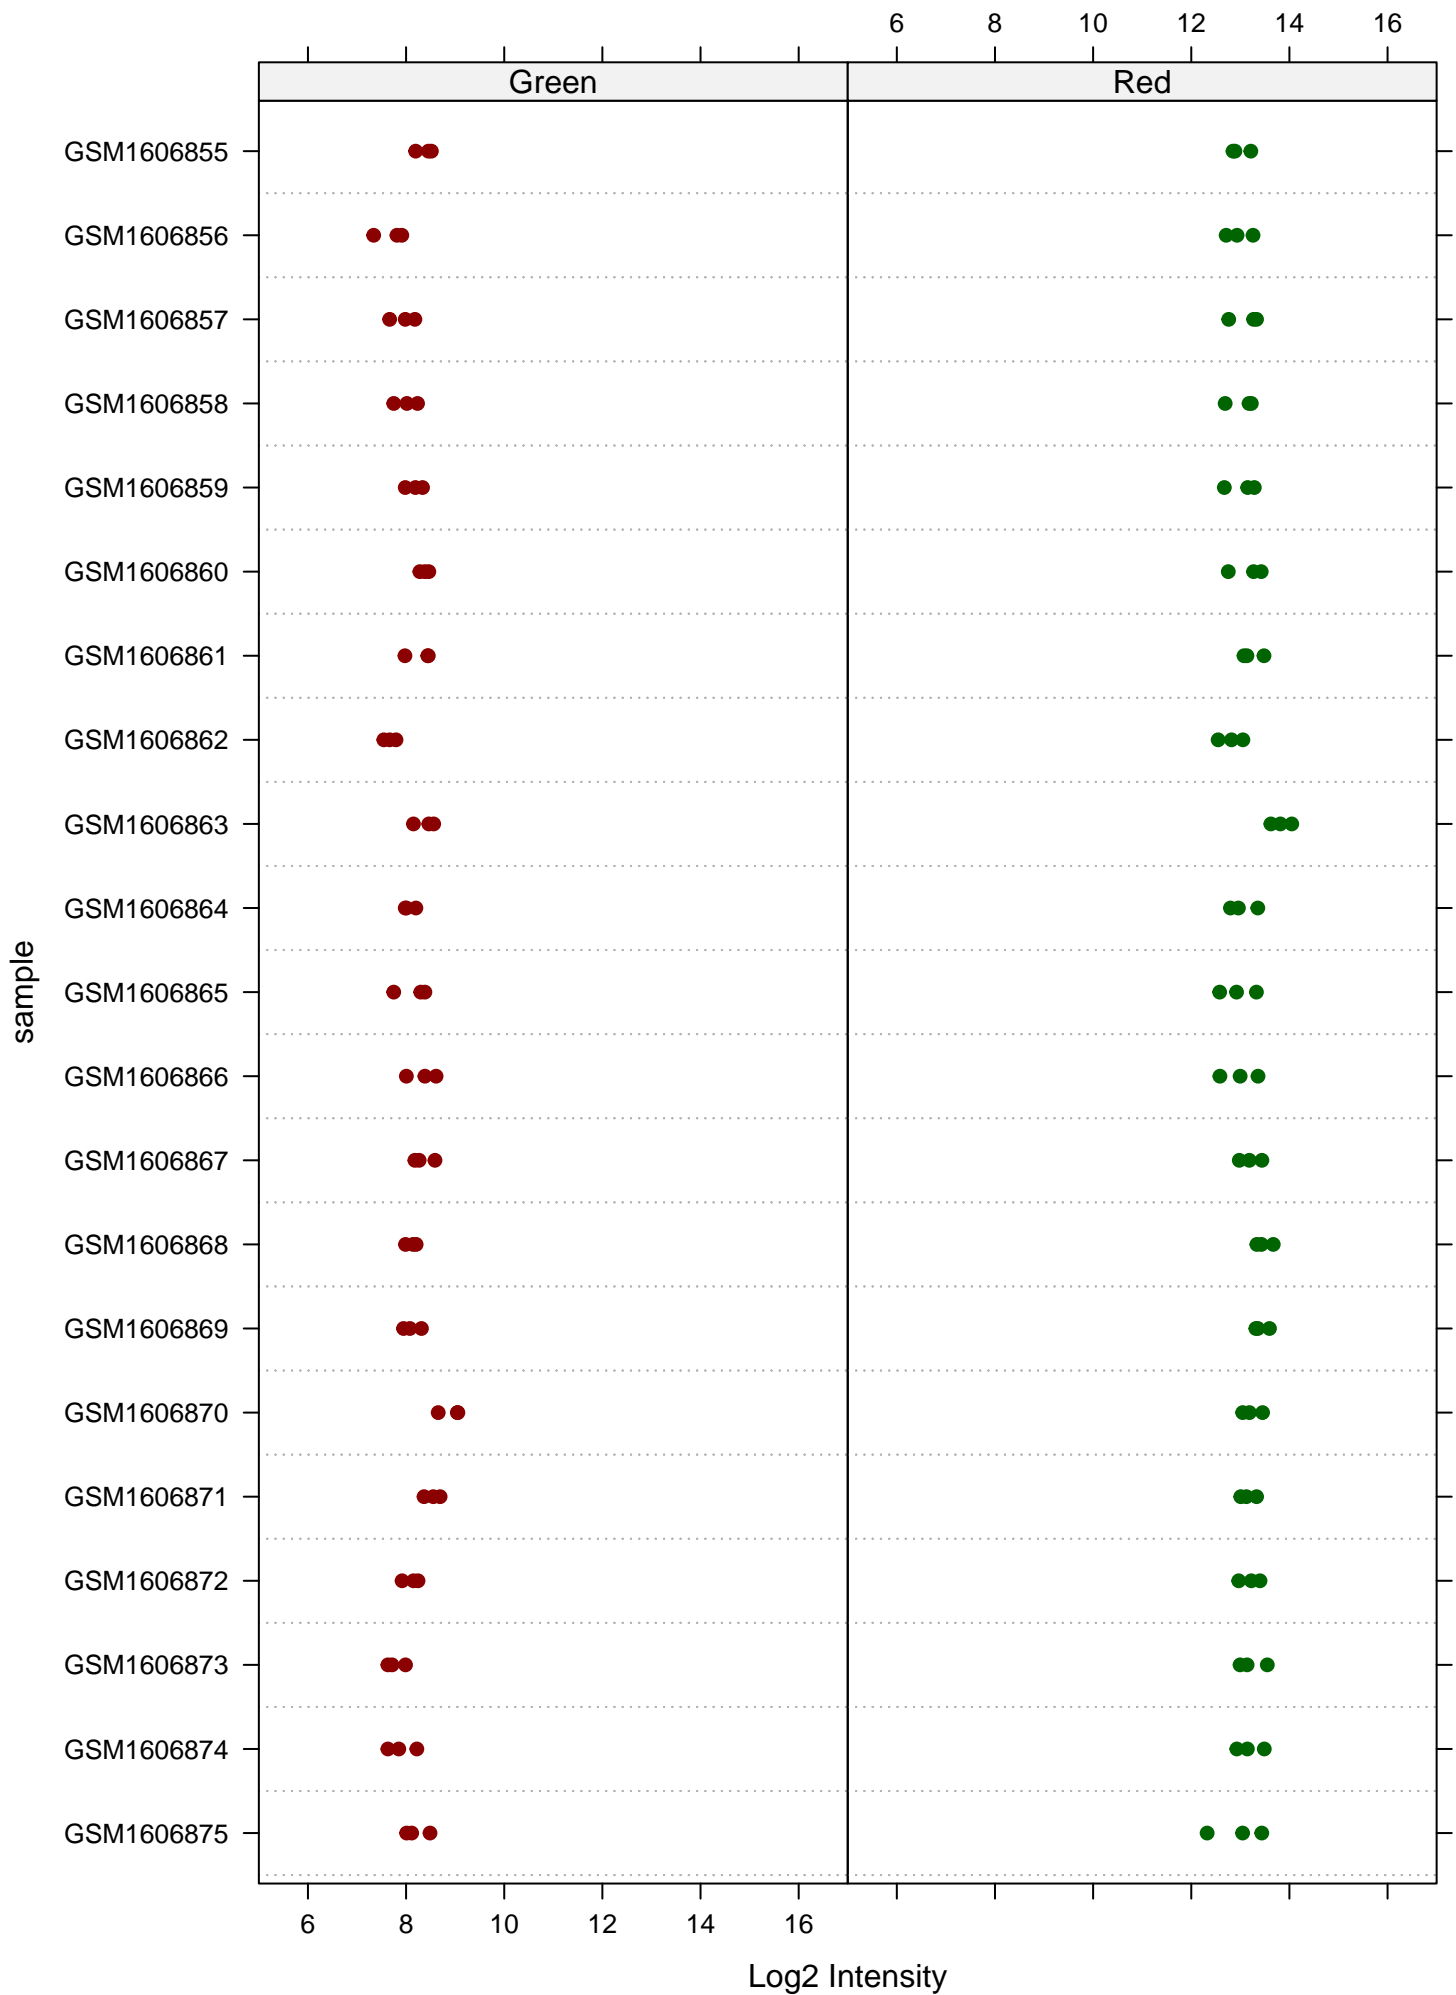 6 8 10 12 14 16
Green Red
GSM1606855
GSM1606856
GSM1606857
GSM1606858
GSM1606859
GSM1606860
GSM1606861
GSM1606862
GSM1606863
GSM1606864
GSM1606865
GSM1606866
GSM1606867
GSM1606868
GSM1606869
GSM1606870
GSM1606871
GSM1606872
GSM1606873
GSM1606874
GSM1606875
sample
6 8 10 12 14 16
Log2 Intensity